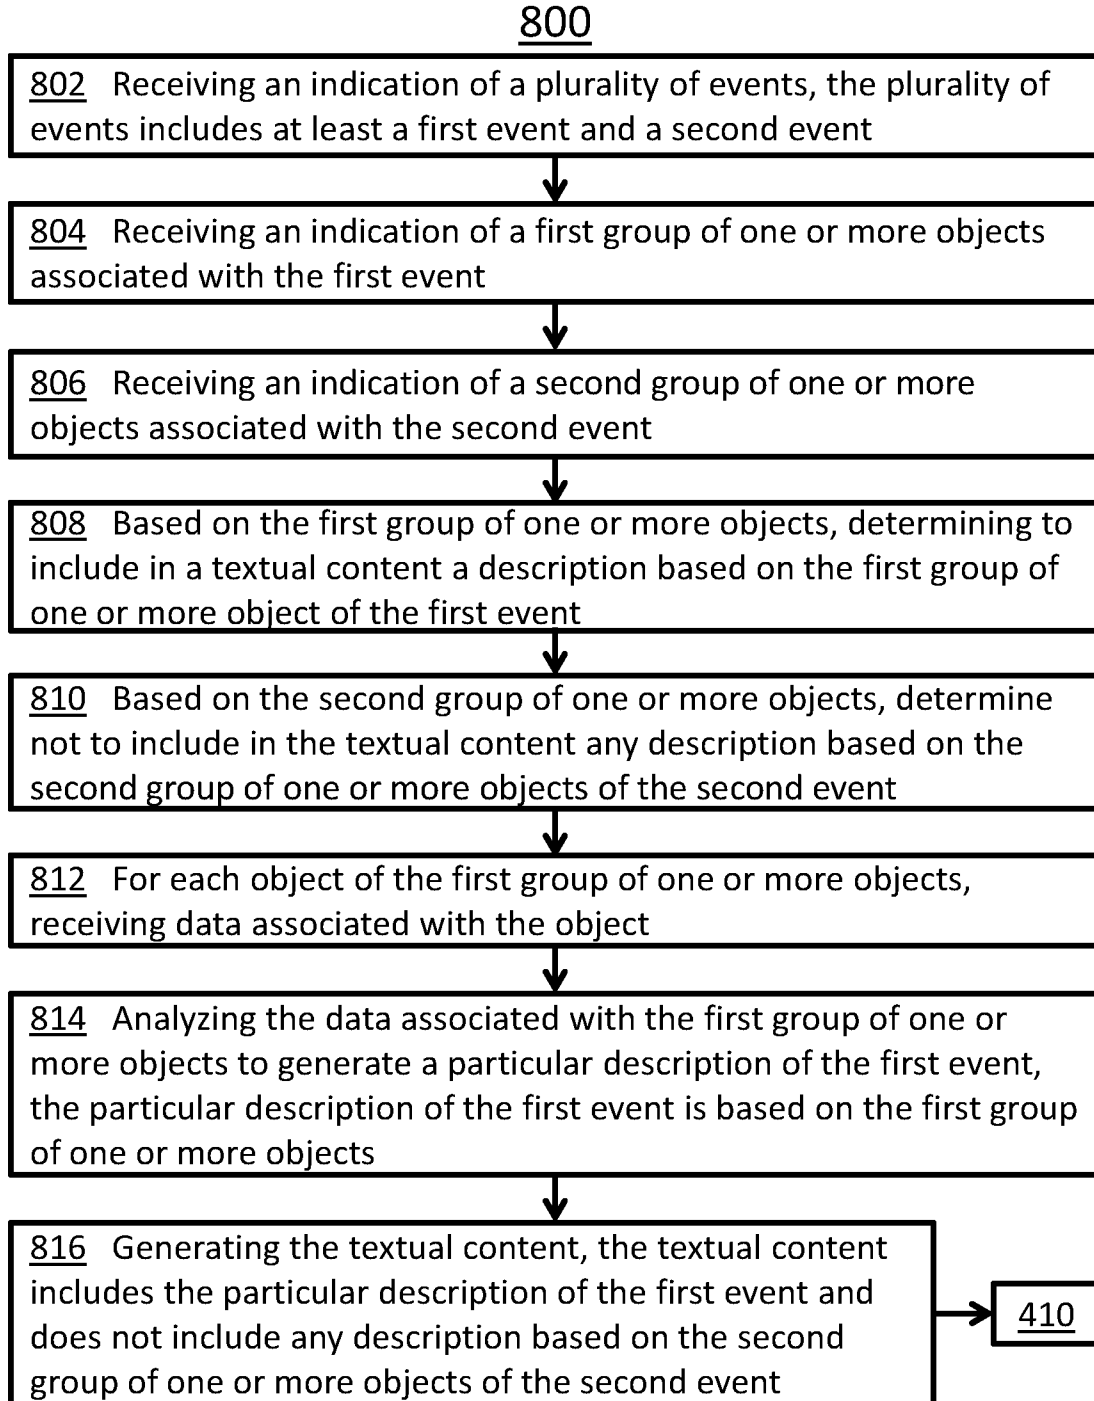 800
802 Receiving an indication of a plurality of events, the plurality of
events includes at least a first event and a second event
804 Receiving an indication of a first group of one or more objects
associated with the first event
806 Receiving an indication of a second group of one or more
objects associated with the second event
808 Based on the first group of one or more objects, determining to
include in a textual content a description based on the first group of
one or more object of the first event
810 Based on the second group of one or more objects, determine
not to include in the textual content any description based on the
second group of one or more objects of the second event
812 For each object of the first group of one or more objects,
receiving data associated with the object
814 Analyzing the data associated with the first group of one or
more objects to generate a particular description of the first event,
the particular description of the first event is based on the first group
of one or more objects
816 Generating the textual content, the textual content
includes the particular description of the first event and
does not include any description based on the second
group of one or more objects of the second event
410